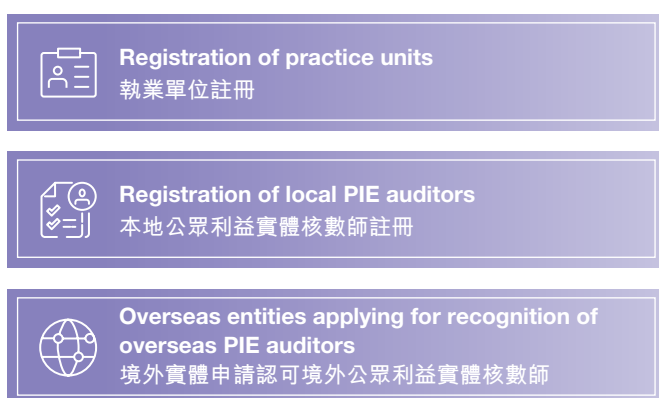 Registration of practice units
執業單位註冊
Registration of local PIE auditors
本地公眾利益實體核數師註冊
Overseas entities applying for recognition of
overseas PIE auditors
境外實體申請認可境外公眾利益實體核數師